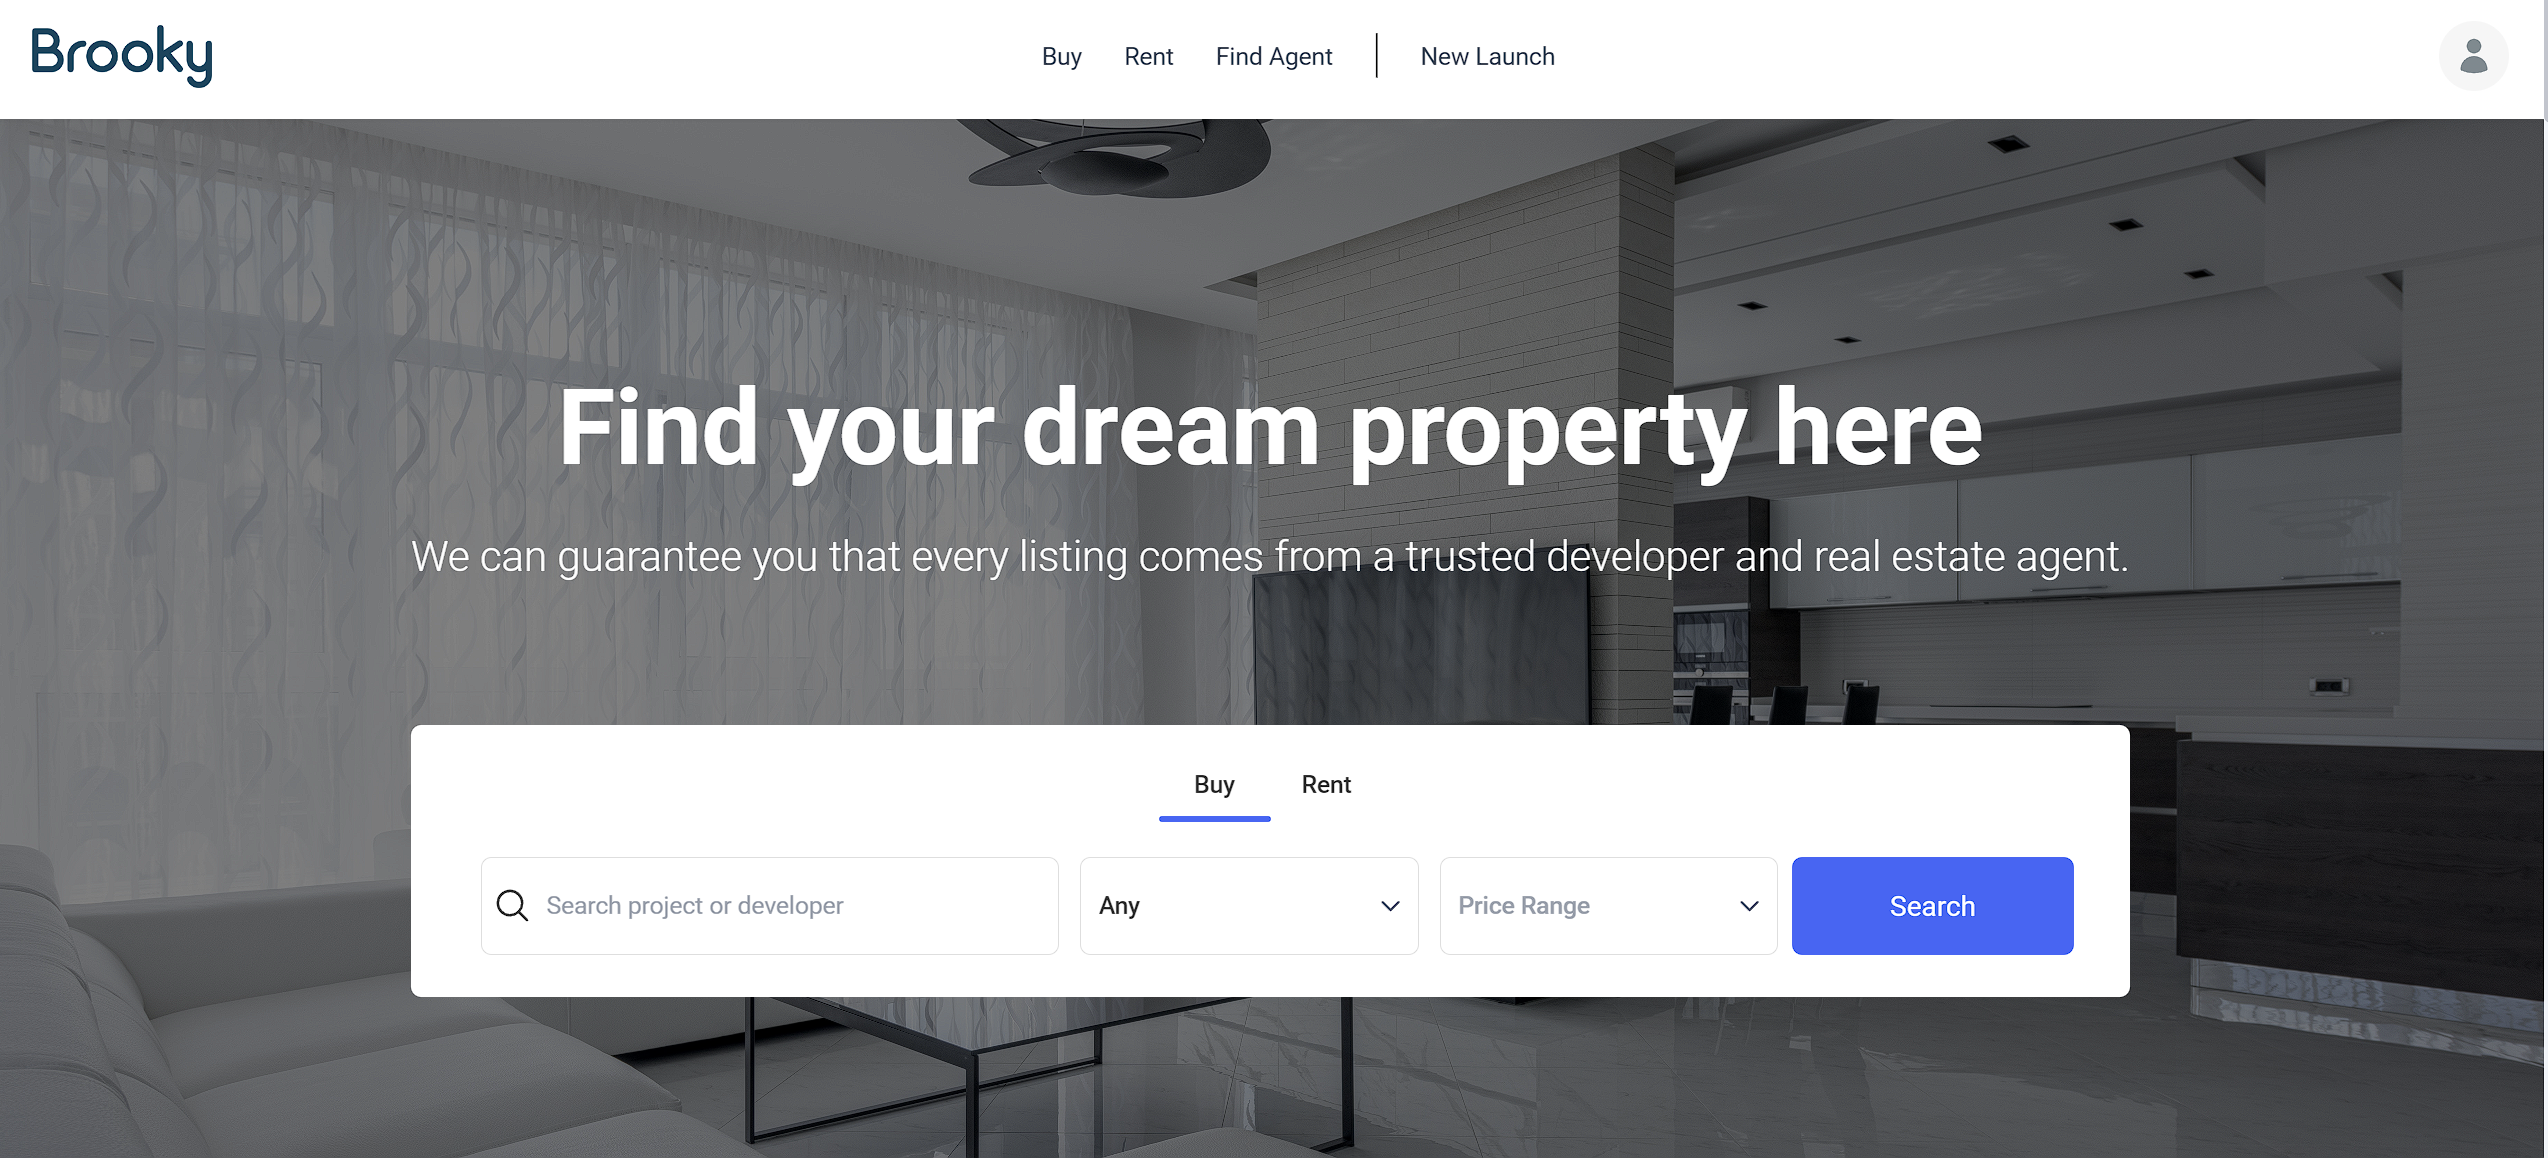 Brooky
Buy Rent Find Agent New Launch
Find your dream property here
We can guarantee you that every listing comes from a trusted developer and real estate agent.
Buy Rent
Search project or developer Any Price Range Search